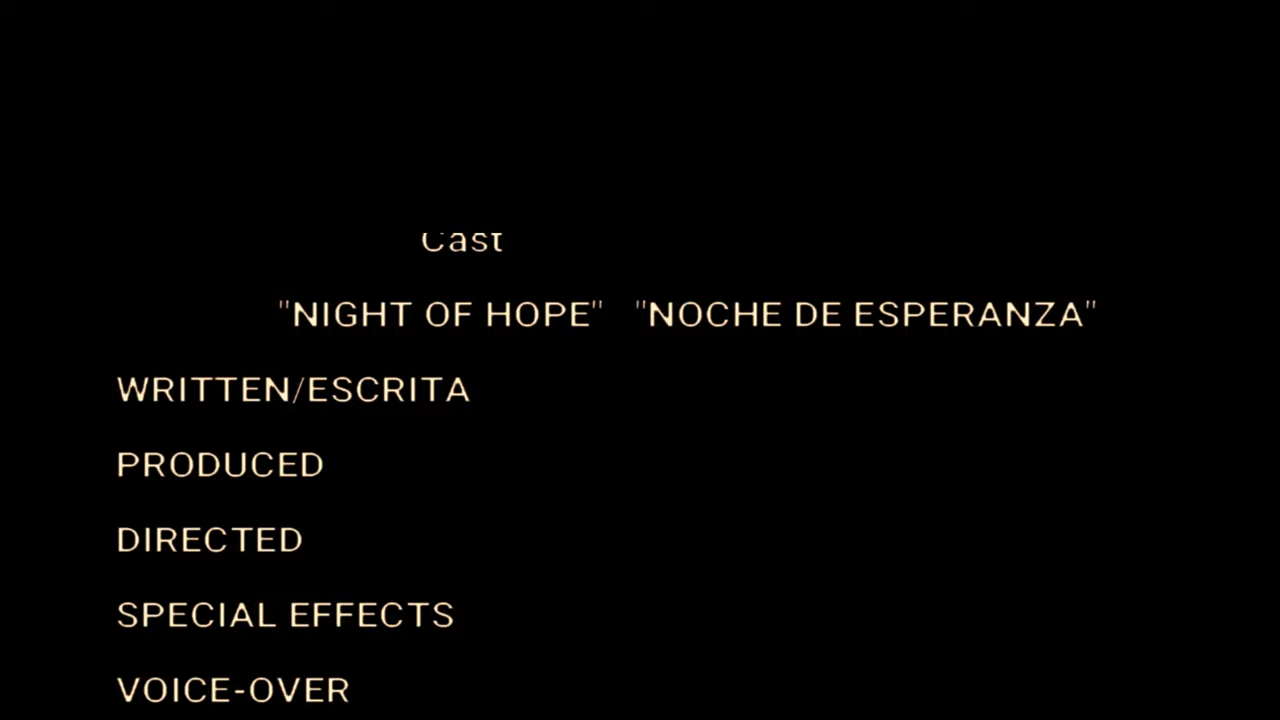 Cast
"NIGHT OF HOPE" "NOCHE DE ESPERANZA"
WRITTEN/ESCRITA
PRODUCED
DIRECTED
SPECIAL EFFECTS
VOICE-OVER